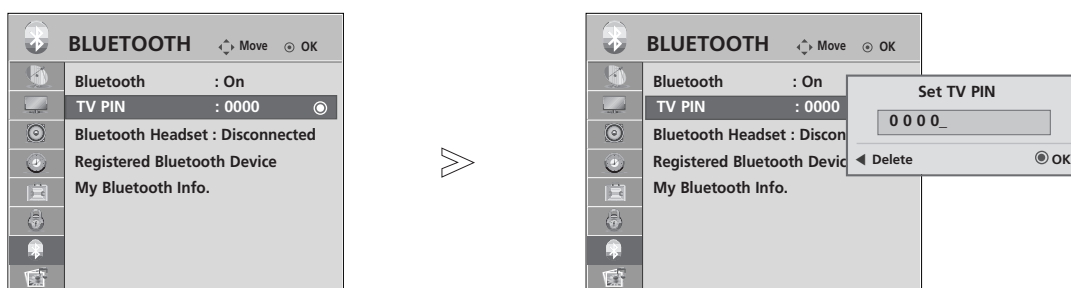 BLUETOOTH Move OK
Bluetooth : On
TV PIN : 0000
Bluetooth Headset : Disconnected
Registered Bluetooth Device
My Bluetooth Info.
BLUETOOTH Move OK
Bluetooth : On
TV PIN : 0000
Bluetooth Headset : Discon
Registered Bluetooth Devic
My Bluetooth Info.
Set TV PIN
0 0 0 0_
Delete OK